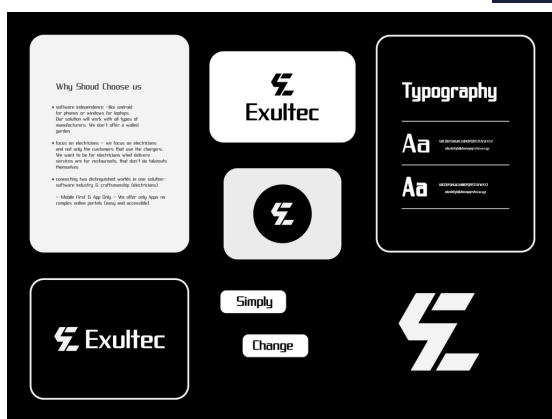 Why Shoud Choose us
• software independence -like android
for phones or windows for laptops.
Our solution will work with all types of
manufacturers. We don't offer a walled
garden
• focus on electricians - we focus on electricians
and not only the customers that use the chargers.
We want to be for electricians what delivery
services are for restaurants, that don't do takeouts
themselves
• connecting two distinguished worlds in one solution-
software industry & craftsmanship (electricians)
- Mobile First & App Only - We offer only Apps no
complex online portals (easy and accessible)
Exultec
Typography
Aa
Aa
Exultec
Simply
Change